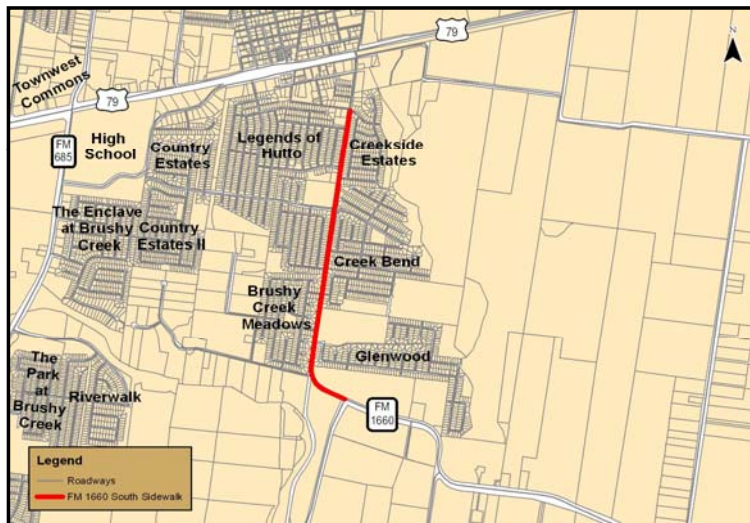 79
N
Townwest
Commons
79
FM
685
High
School
Country
Estates
Legends of
Hutto
Creekside
Estates
The Enclave
at Brushy
Creek
Country
Estates II
Creek Bend
Brushy
Creek
Meadows
Glenwood
The
Park
at
Brushy
Creek
Riverwalk
FM
1660
Legend
Roadways
FM 1660 South Sidewalk